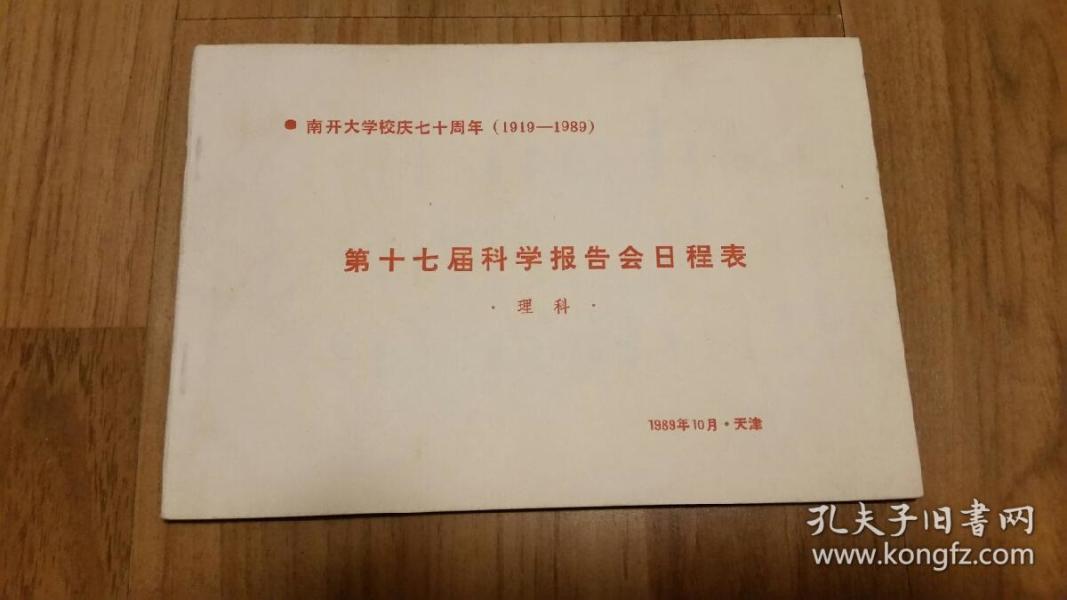 ● 南开大学校庆七十周年（1919—1989）
第十七届科学报告会日程表
· 理科 ·
1989年10月·天津
孔夫子旧書网
www.kongfz.com